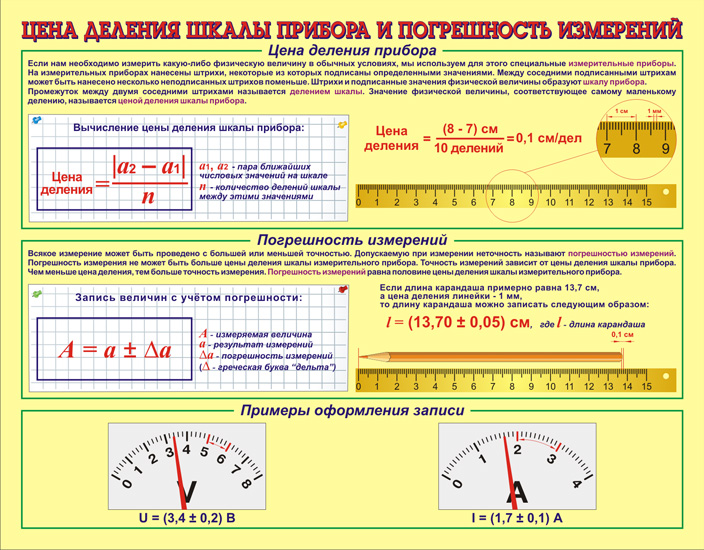 ЦЕНА ДЕЛЕНИЯ ШКАЛЫ ПРИБОРА И ПОГРЕШНОСТЬ ИЗМЕРЕНИЙ
Цена деления прибора
Если нам необходимо измерить какую-либо физическую величину в обычных условиях, мы используем для этого специальные измерительные приборы.
На измерительных приборах нанесены штрихи, некоторые из которых подписаны определенными значениями. Между соседними подписанными штрихам
может быть нанесено несколько неподписанных штрихов поменьше. Штрихи и подписанные значения физической величины образуют шкалу прибора.
Промежуток между двумя соседними штрихами называется делением шкалы. Значение физической величины, соответствующее самому маленькому
делению, называется ценой деления шкалы прибора.
Вычисление цены деления шкалы прибора:
Цена деления = |a2 – a1| / n
a1, a2 - пара ближайших
числовых значений на шкале
n - количество делений шкалы
между этими значениями
Цена деления = (8 - 7) см / 10 делений = 0,1 см/дел
1 см 1 мм
7 8 9
0 1 2 3 4 5 6 7 8 9 10 11 12 13 14 15
Погрешность измерений
Всякое измерение может быть проведено с большей или меньшей точностью. Допускаемую при измерении неточность называют погрешностью измерений.
Погрешность измерения не может быть больше цены деления шкалы измерительного прибора. Точность измерений зависит от цены деления прибора.
Чем меньше цена деления, тем больше точность измерения. Погрешность измерений равна половине цены деления шкалы измерительного прибора.
Запись величин с учётом погрешности:
A = a ± Δa
A - измеряемая величина
a - результат измерений
Δa - погрешность измерений
(Δ - греческая буква “дельта”)
Если длина карандаша примерно равна 13,7 см,
а цена деления линейки - 1 мм,
то длину карандаша можно записать следующим образом:
l = (13,70 ± 0,05) см, где l - длина карандаша
0,1 см
0 1 2 3 4 5 6 7 8 9 10 11 12 13 14 15
Примеры оформления записи
0 1 2 3 4 5 6 7 8
V
U = (3,4 ± 0,2) В
0 1 2 3 4
A
I = (1,7 ± 0,1) А